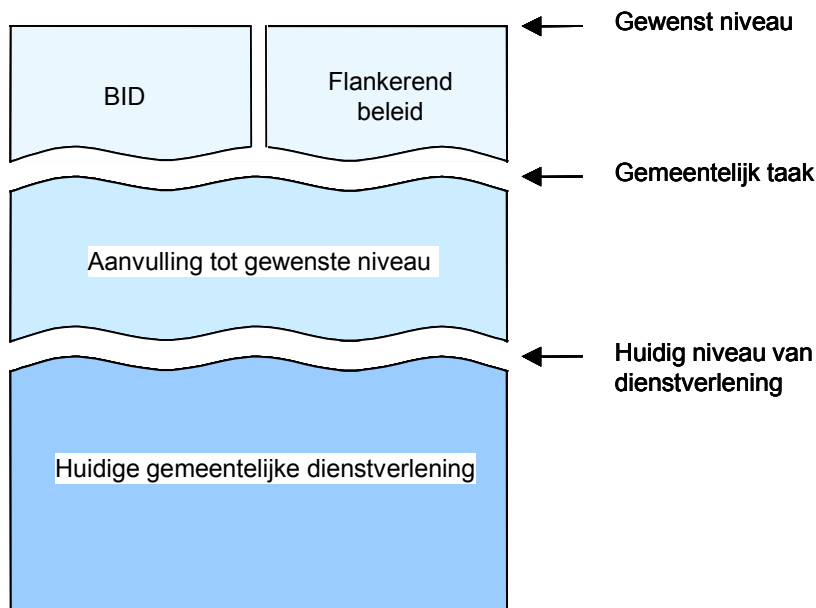 Gewenst niveau
BID
Flankerend
beleid
Gemeentelijk taak
Aanvulling tot gewenste niveau
Huidig niveau van
dienstverlening
Huidige gemeentelijke dienstverlening